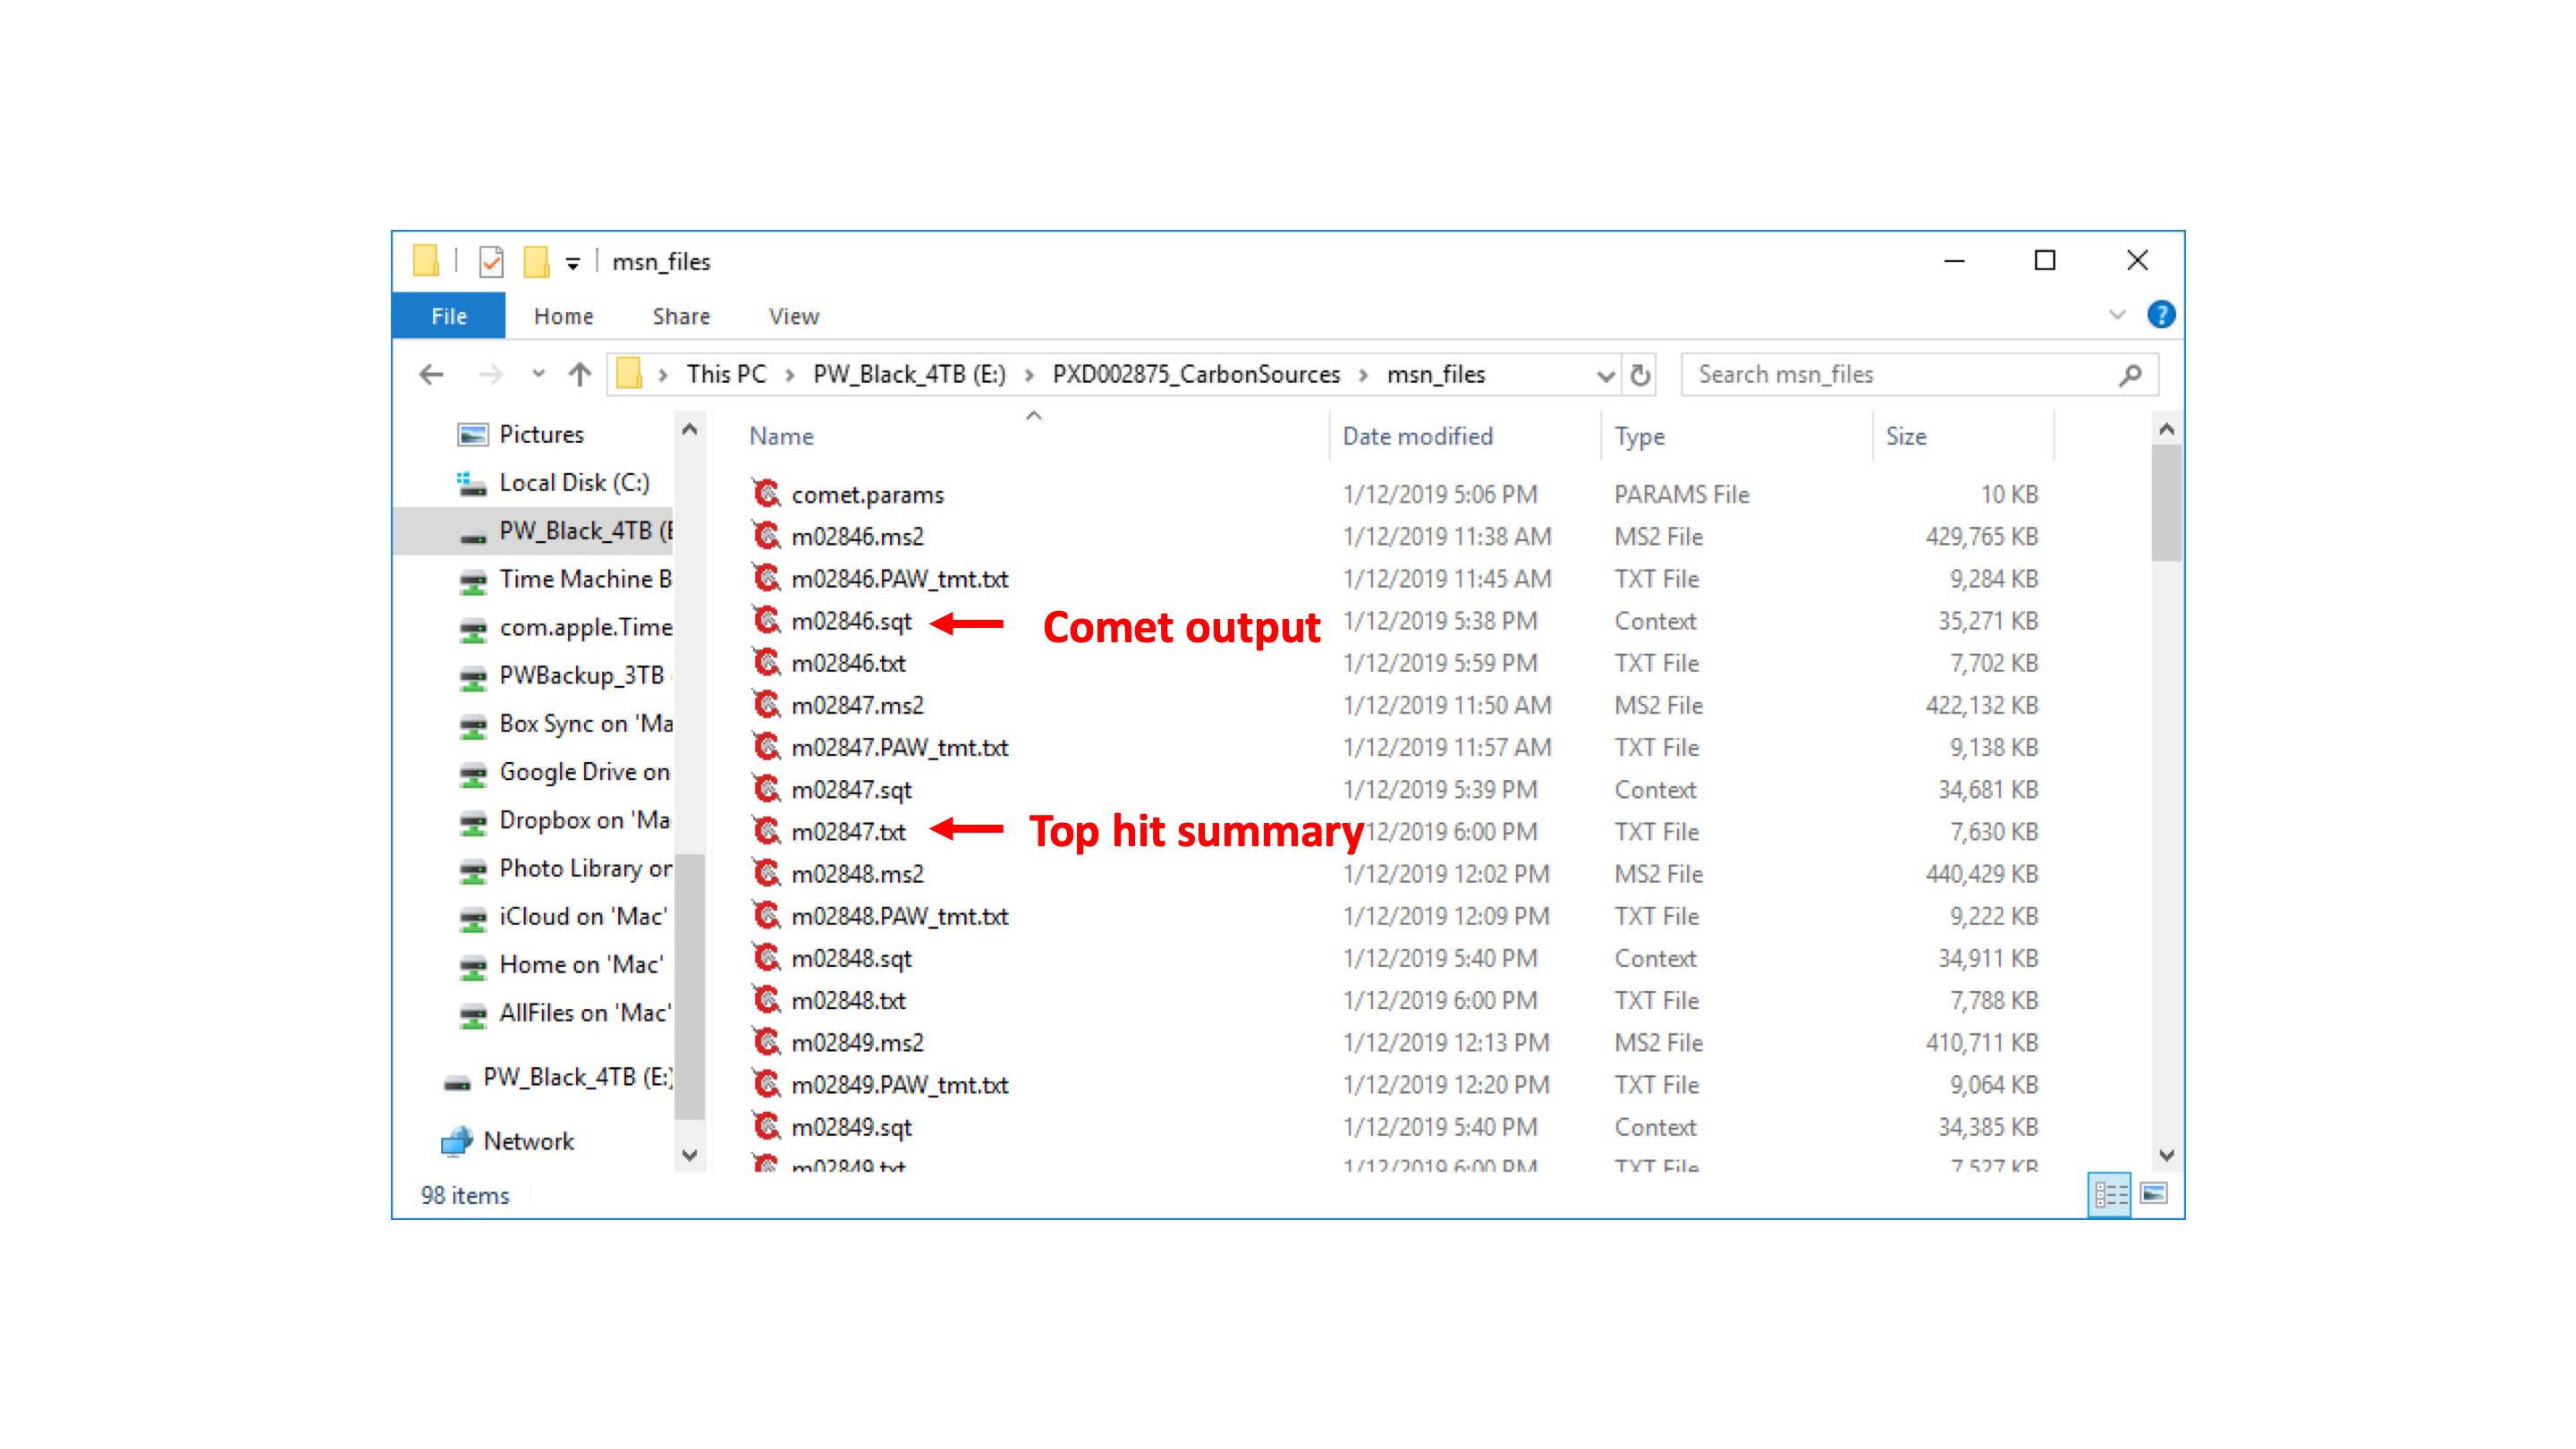 msn_files
File Home Share View
This PC > PW_Black_4TB (E:) > PXD002875_CarbonSources > msn_files
Search msn_files
Pictures
Local Disk (C:)
PW_Black_4TB (E
Time Machine B
com.apple.Time
PWBackup_3TB
Box Sync on 'Ma
Google Drive on
Dropbox on 'Ma
Photo Library or
iCloud on 'Mac'
Home on 'Mac'
AllFiles on 'Mac'
PW_Black_4TB (E:)
Network
Name Date modified Type Size
comet.params 1/12/2019 5:06 PM PARAMS File 10 KB
m02846.ms2 1/12/2019 11:38 AM MS2 File 429,765 KB
m02846.PAW_tmt.txt 1/12/2019 11:45 AM TXT File 9,284 KB
m02846.sqt Comet output 1/12/2019 5:38 PM Context 35,271 KB
m02846.txt 1/12/2019 5:59 PM TXT File 7,702 KB
m02847.ms2 1/12/2019 11:50 AM MS2 File 422,132 KB
m02847.PAW_tmt.txt 1/12/2019 11:57 AM TXT File 9,138 KB
m02847.sqt 1/12/2019 5:39 PM Context 34,681 KB
m02847.txt Top hit summary 1/12/2019 6:00 PM TXT File 7,630 KB
m02848.ms2 1/12/2019 12:02 PM MS2 File 440,429 KB
m02848.PAW_tmt.txt 1/12/2019 12:09 PM TXT File 9,222 KB
m02848.sqt 1/12/2019 5:40 PM Context 34,911 KB
m02848.txt 1/12/2019 6:00 PM TXT File 7,788 KB
m02849.ms2 1/12/2019 12:13 PM MS2 File 410,711 KB
m02849.PAW_tmt.txt 1/12/2019 12:20 PM TXT File 9,064 KB
m02849.sqt 1/12/2019 5:40 PM Context 34,385 KB
m02849.txt 1/12/2019 6:00 PM TXT File 7,527 KB
98 items